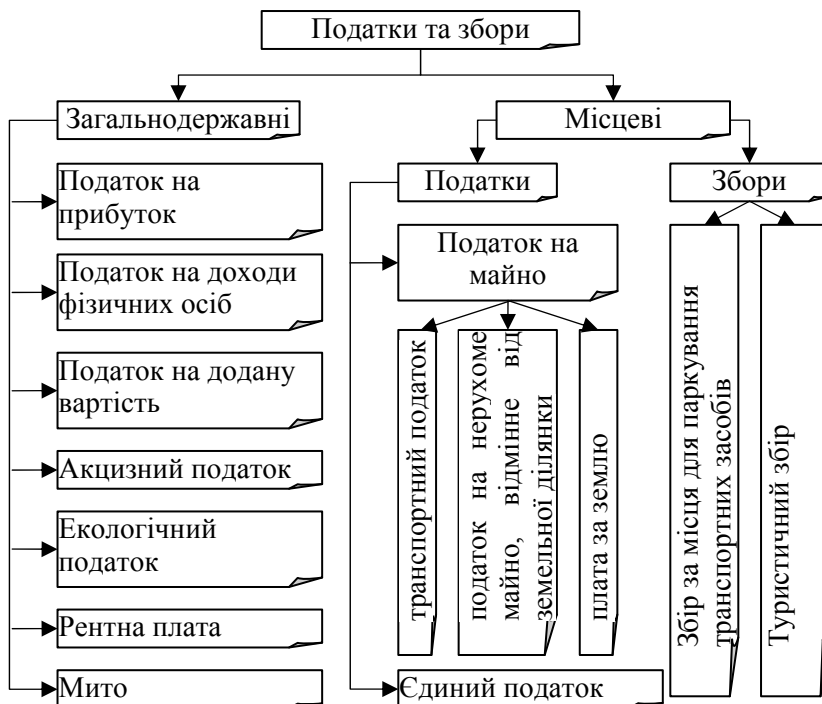 Податки та збори
Загальнодержавні
Місцеві
Податок на
прибуток
Податок на доходи
фізичних осіб
Податок на додану
вартість
Акцизний податок
Екологічний
податок
Рентна плата
Мито
Податки
Збори
Податок на
майно
транспортний податок
податок на нерухоме
майно, відмінне від
земельної ділянки
плата за землю
Єдиний податок
Збір за місця для паркування
транспортних засобів
Туристичний збір